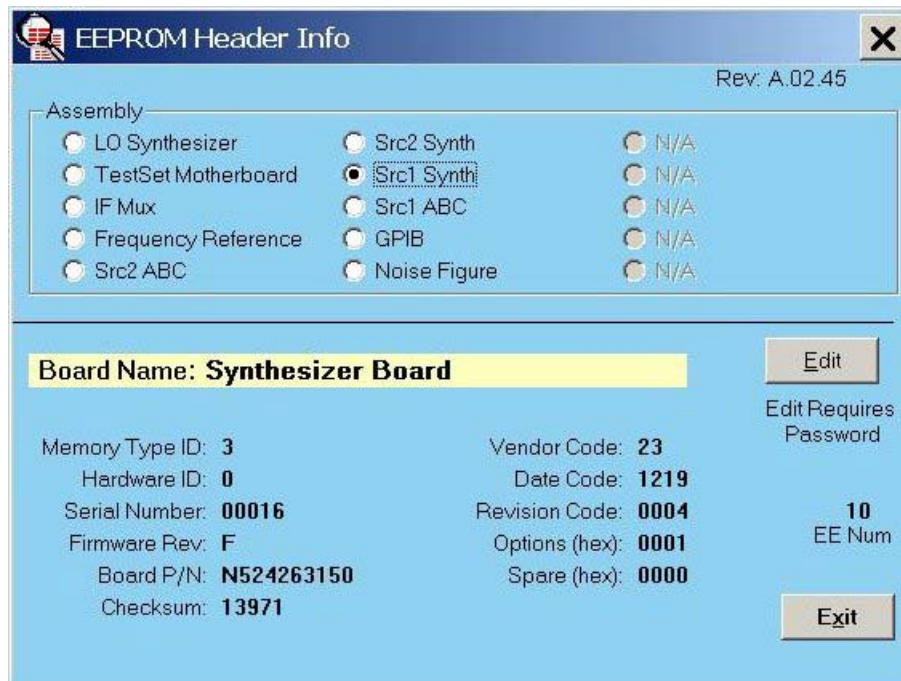 EEPROM Header Info
Rev: A.02.45
Assembly
LO Synthesizer
TestSet Motherboard
IF Mux
Frequency Reference
Src2 ABC
Src2 Synth
Src1 Synth
Src1 ABC
GPIB
Noise Figure
N/A
N/A
N/A
N/A
N/A
Board Name: Synthesizer Board
Edit
Edit Requires
Password
Memory Type ID: 3
Hardware ID: 0
Serial Number: 00016
Firmware Rev: F
Board P/N: N524263150
Checksum: 13971
Vendor Code: 23
Date Code: 1219
Revision Code: 0004
Options (hex): 0001
Spare (hex): 0000
10
EE Num
Exit